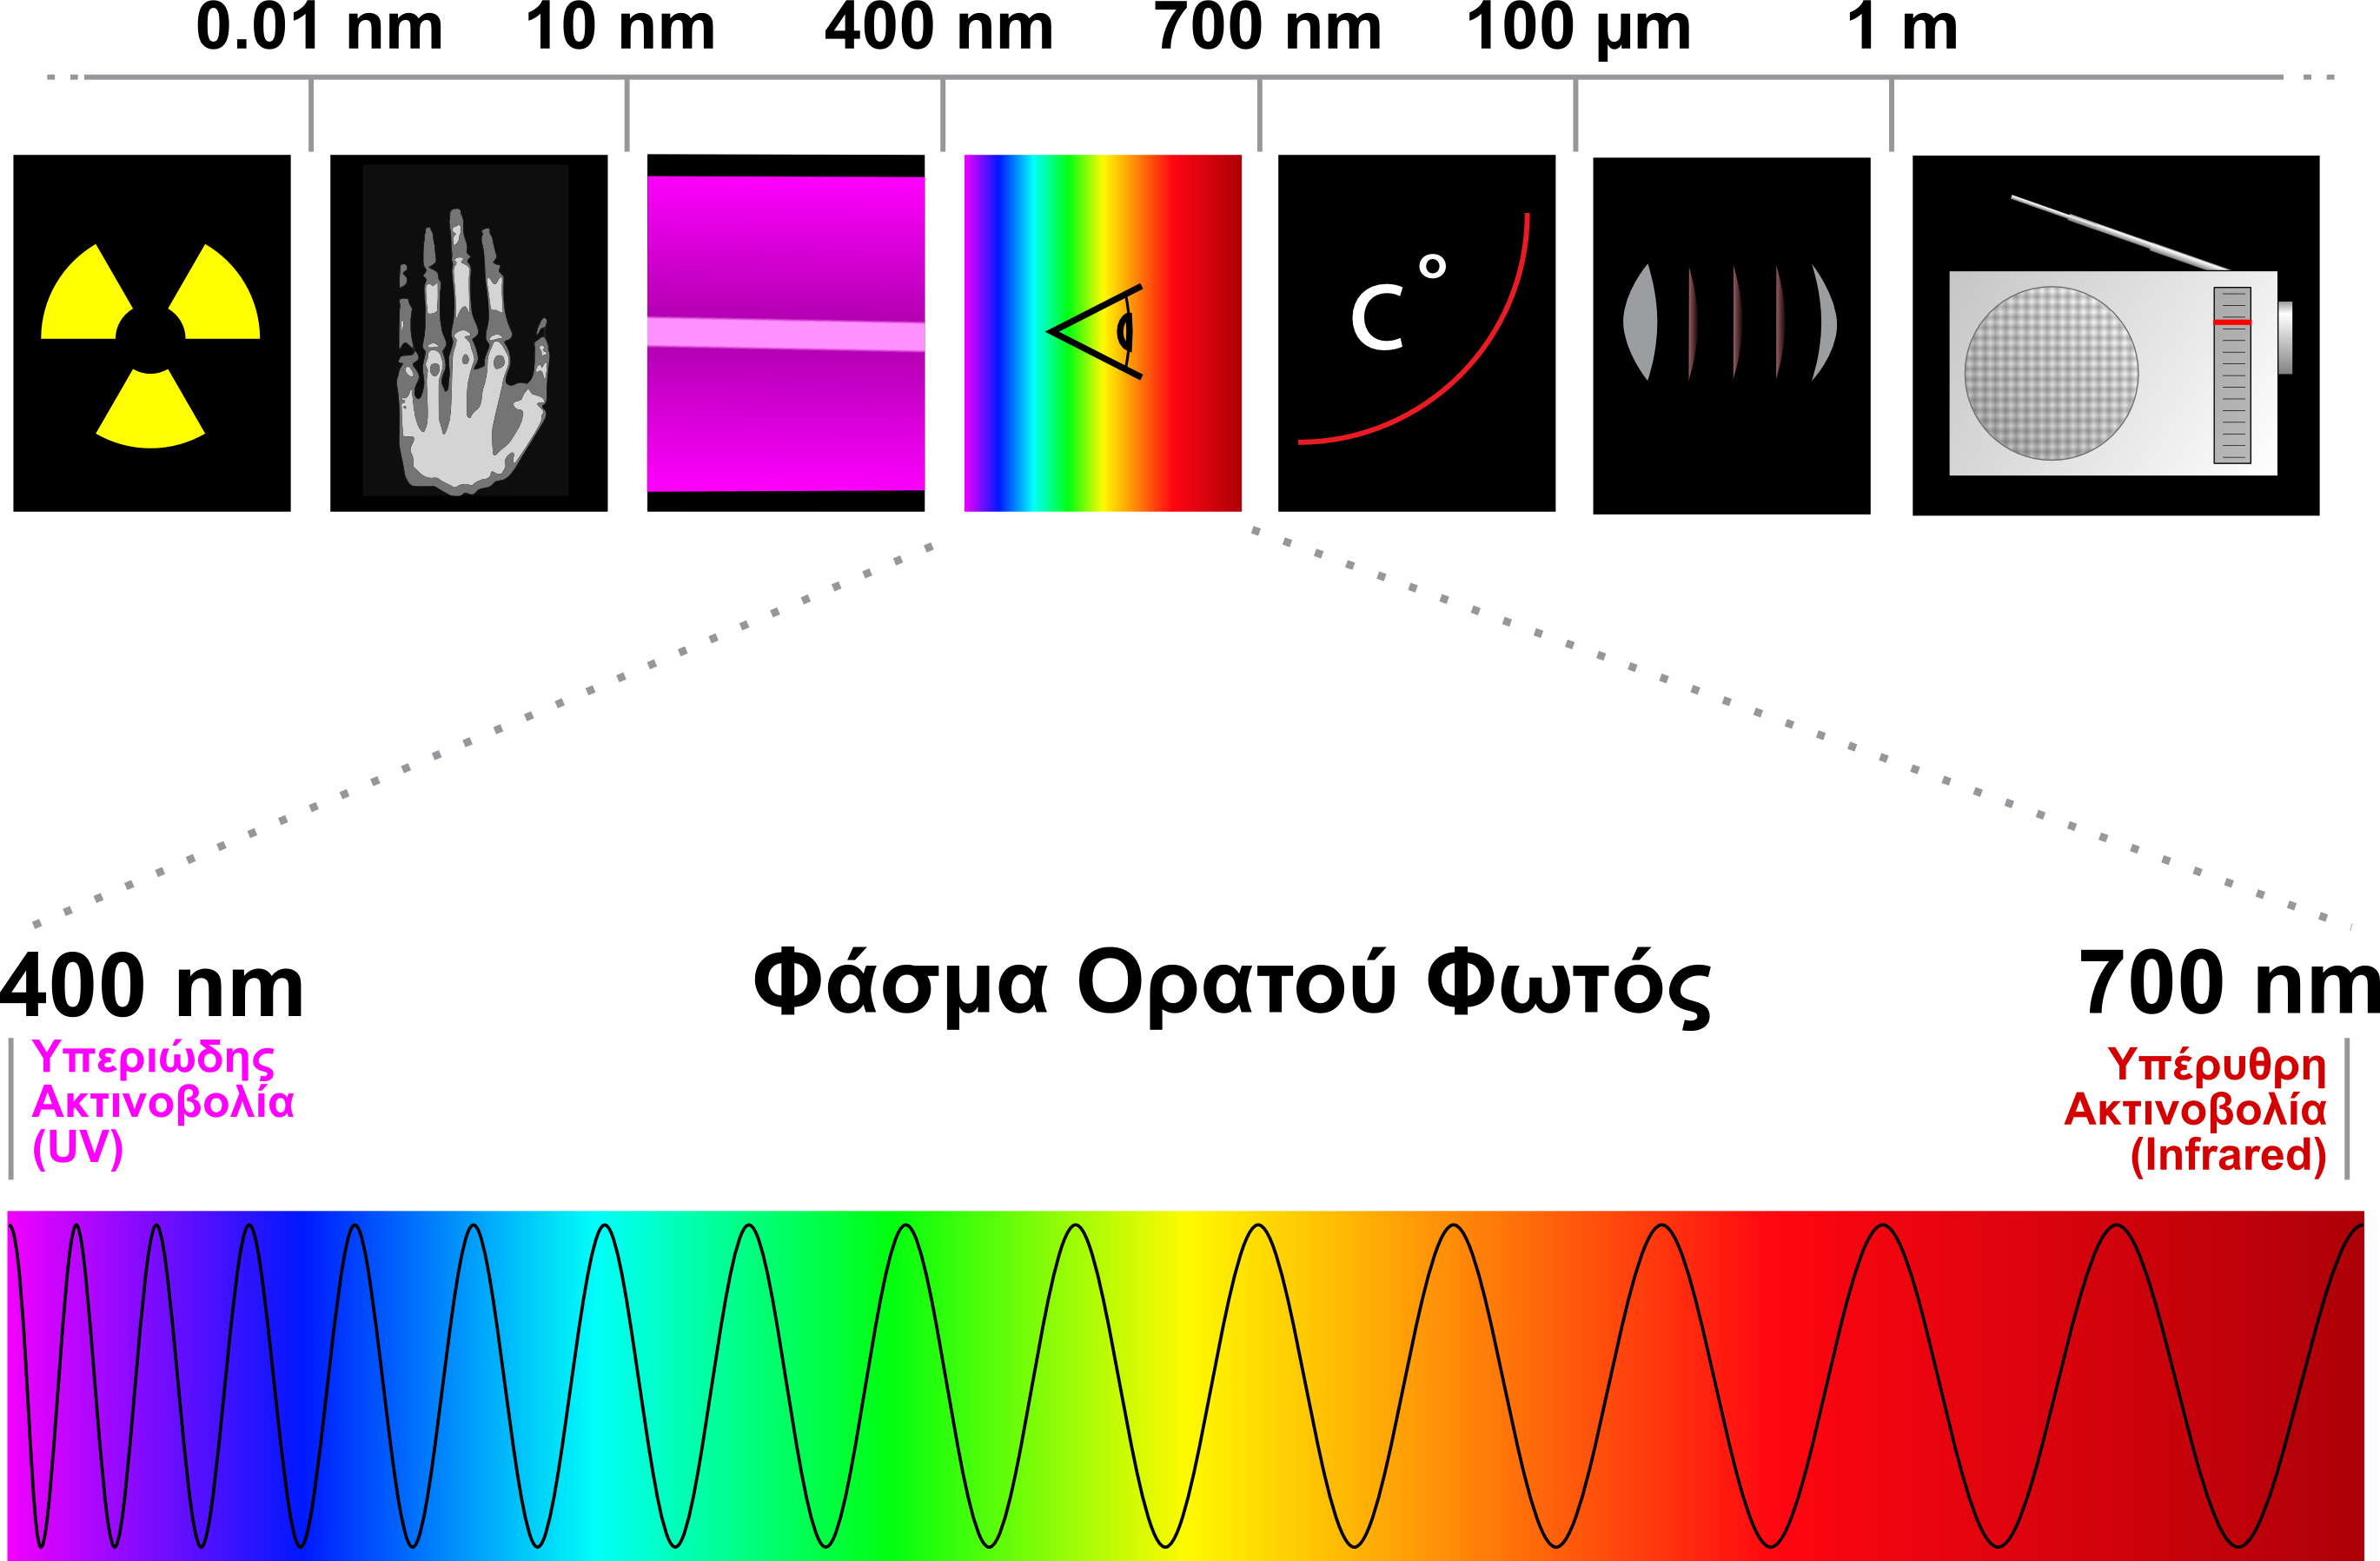 0.01 nm 10 nm 400 nm 700 nm 100 µm 1 m
C°
400 nm Φάσμα Ορατού Φωτός 700 nm
Υπεριώδης
Ακτινοβολία
(UV)
Υπέρυθρη
Ακτινοβολία
(Infrared)